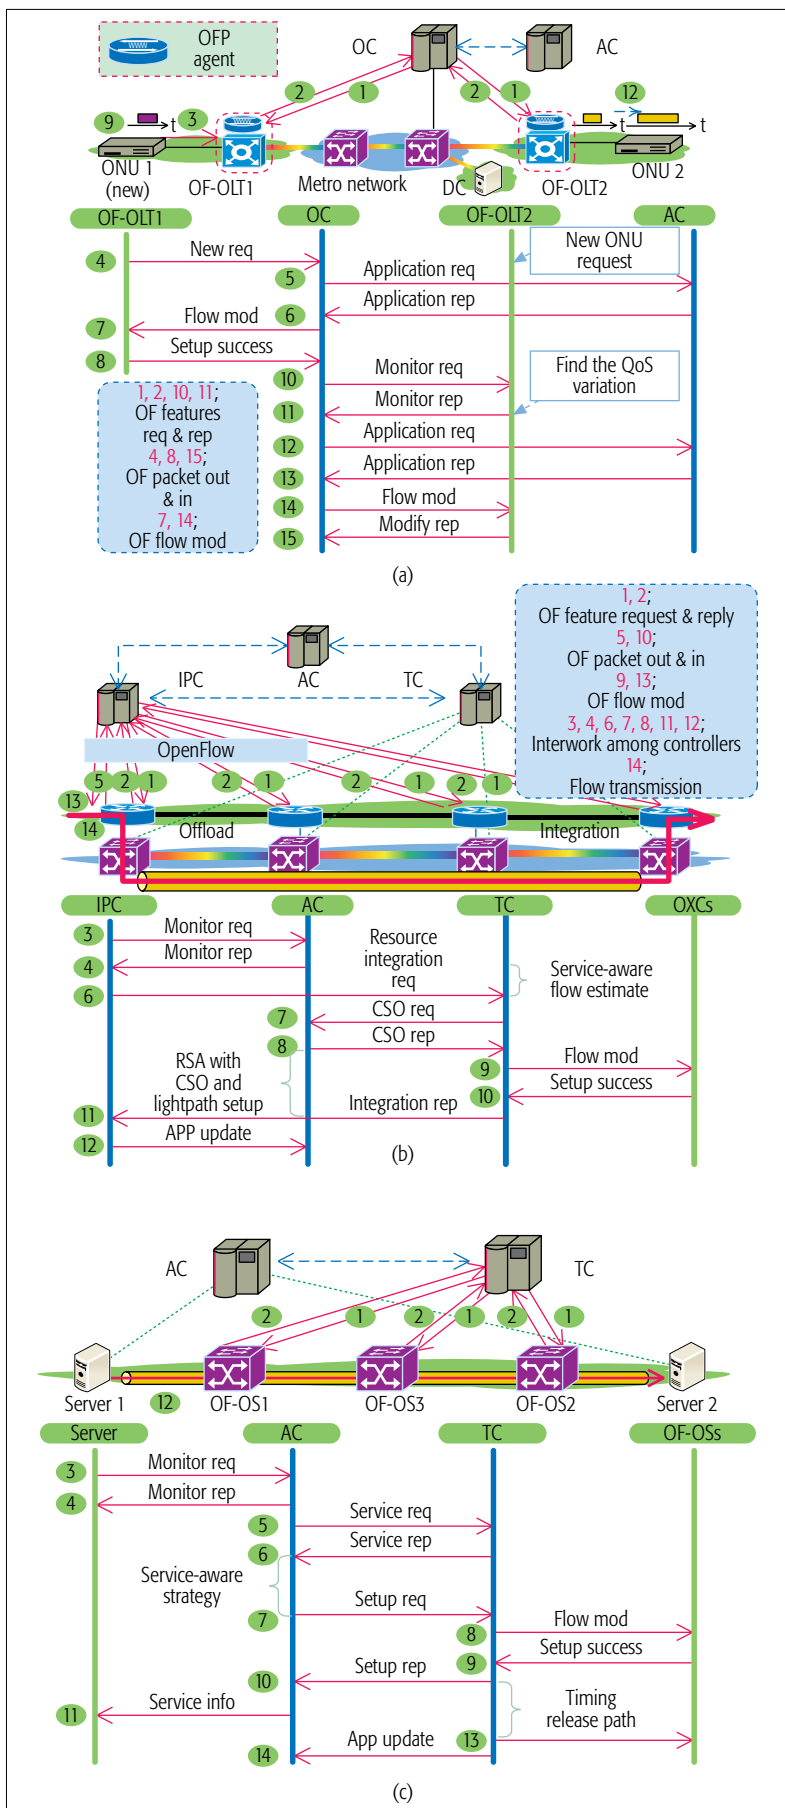 OFP
agent
OC
AC
2
1
2
1
12
9
t
3
t
t
ONU 1
(new)
OF-OLT1
Metro network
DC
OF-OLT2
ONU 2
OF-OLT1
OC
OF-OLT2
AC
4
New req
New ONU
request
5
Application req
6
Application rep
7
Flow mod
8
Setup success
10
Monitor req
Find the QoS
variation
11
Monitor rep
12
Application req
13
Application rep
14
Flow mod
15
Modify rep
1, 2, 10, 11;
OF features
req & rep
4, 8, 15;
OF packet out
& in
7, 14;
OF flow mod
(a)
1, 2;
OF feature request & reply
5, 10;
OF packet out & in
9, 13;
OF flow mod
3, 4, 6, 7, 8, 11, 12;
Interwork among controllers
14;
Flow transmission
IPC
AC
TC
OpenFlow
5
2
1
2
1
2
1
2
1
13
14
Offload
Integration
IPC
AC
TC
OXCs
3
Monitor req
4
Monitor rep
6
Resource
integration
req
Service-aware
flow estimate
7
CSO req
8
CSO rep
9
Flow mod
10
Setup success
RSA with
CSO and
lightpath setup
11
Integration rep
12
APP update
(b)
AC
TC
2
1
2
1
2
1
Server 1
12
OF-OS1
OF-OS3
OF-OS2
Server 2
Server
AC
TC
OF-OSs
3
Monitor req
4
Monitor rep
5
Service req
6
Service rep
Service-aware
strategy
7
Setup req
8
Flow mod
9
Setup success
10
Setup rep
11
Service info
Timing
release path
13
14
App update
(c)